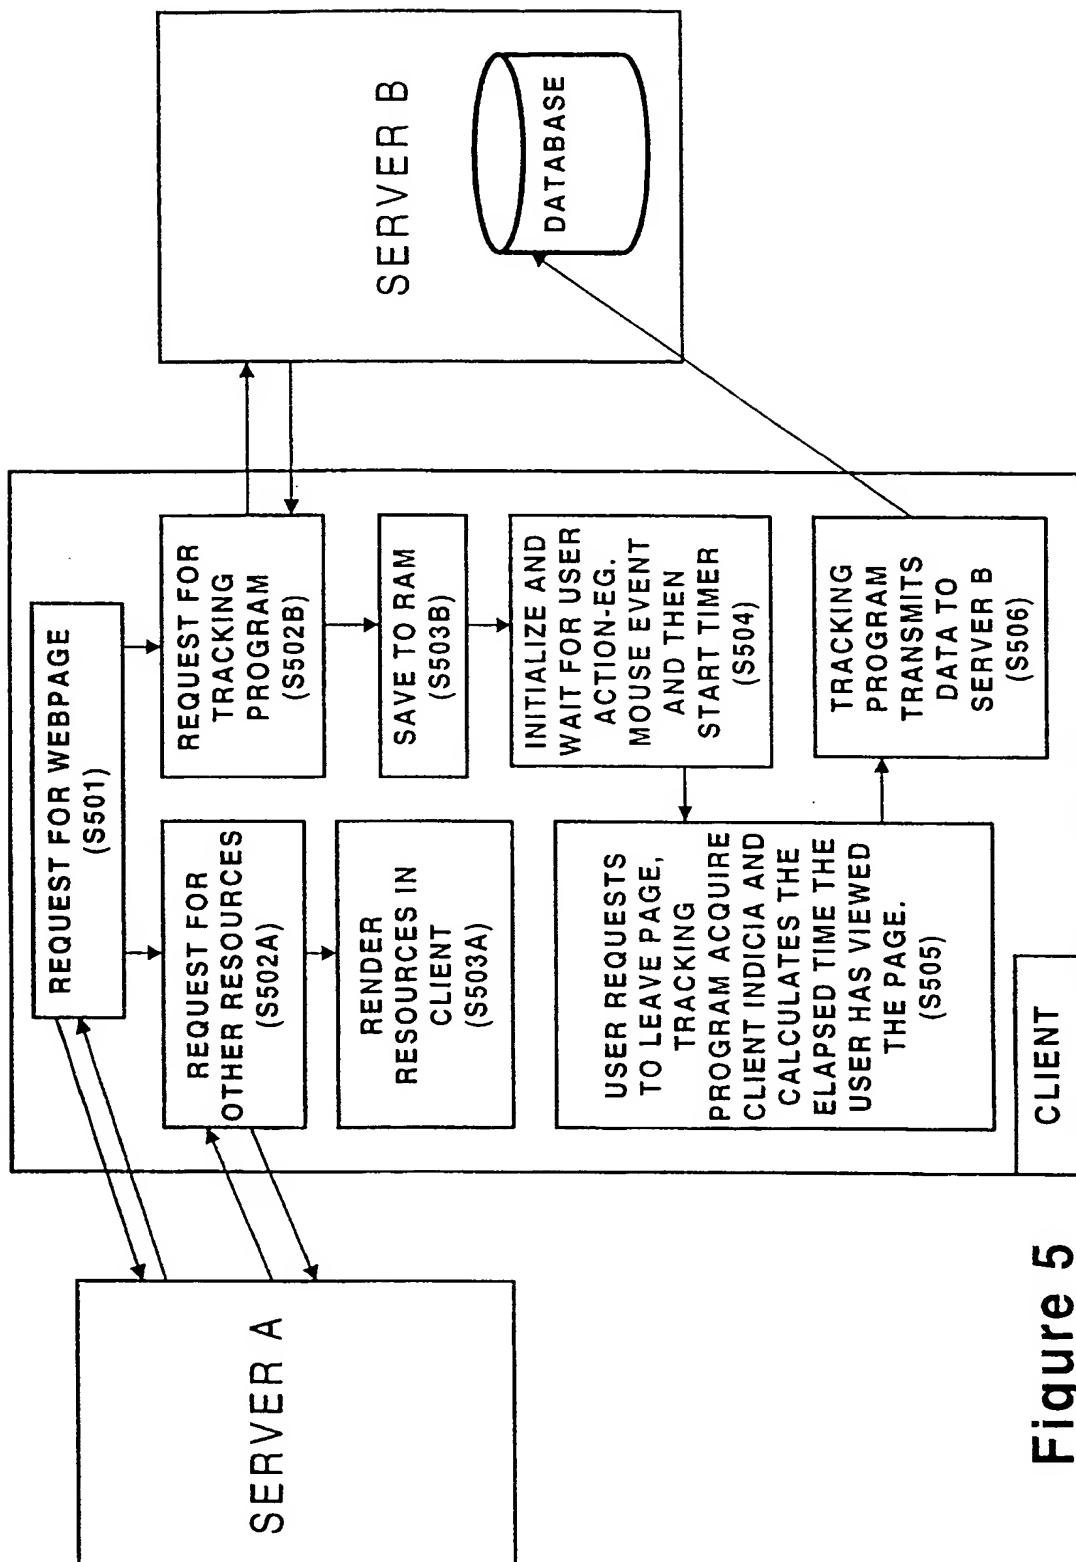 SERVER A
REQUEST FOR WEBPAGE
(S501)
REQUEST FOR
OTHER RESOURCES
(S502A)
RENDER
RESOURCES IN
CLIENT
(S503A)
REQUEST FOR
TRACKING
PROGRAM
(S502B)
SAVE TO RAM
(S503B)
INITIALIZE AND
WAIT FOR USER
ACTION-EG.
MOUSE EVENT
AND THEN
START TIMER
(S504)
USER REQUESTS
TO LEAVE PAGE,
TRACKING
PROGRAM ACQUIRE
CLIENT INDICIA AND
CALCULATES THE
ELAPSED TIME THE
USER HAS VIEWED
THE PAGE.
(S505)
TRACKING
PROGRAM
TRANSMITS
DATA TO
SERVER B
(S506)
CLIENT
SERVER B
DATABASE
Figure 5